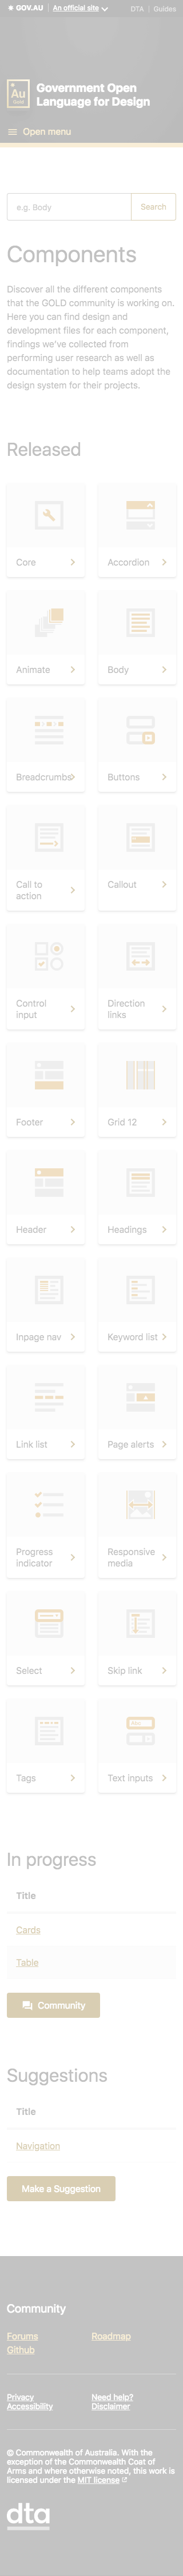 GOV.AU
An official site
DTA
Guides
Au
Gold
Government Open
Language for Design
Open menu
e.g. Body
Search
Components
Discover all the different components
that the GOLD community is working on.
Here you can find design and
development files for each component,
findings we've collected from
performing user research as well as
documentation to help teams adopt the
design system for their projects.
Released
Core
Accordion
Animate
Body
Breadcrumbs
Buttons
Call to
action
Callout
Control
input
Direction
links
Footer
Grid 12
Header
Headings
Inpage nav
Keyword list
Link list
Page alerts
Progress
indicator
Responsive
media
Select
Skip link
Tags
Text inputs
In progress
Title
Cards
Table
Community
Suggestions
Title
Navigation
Make a Suggestion
Community
Forums
Roadmap
Github
Privacy
Need help?
Accessibility
Disclaimer
© Commonwealth of Australia. With the
exception of the Commonwealth Coat of
Arms and where otherwise noted, this work is
licensed under the MIT license
dta